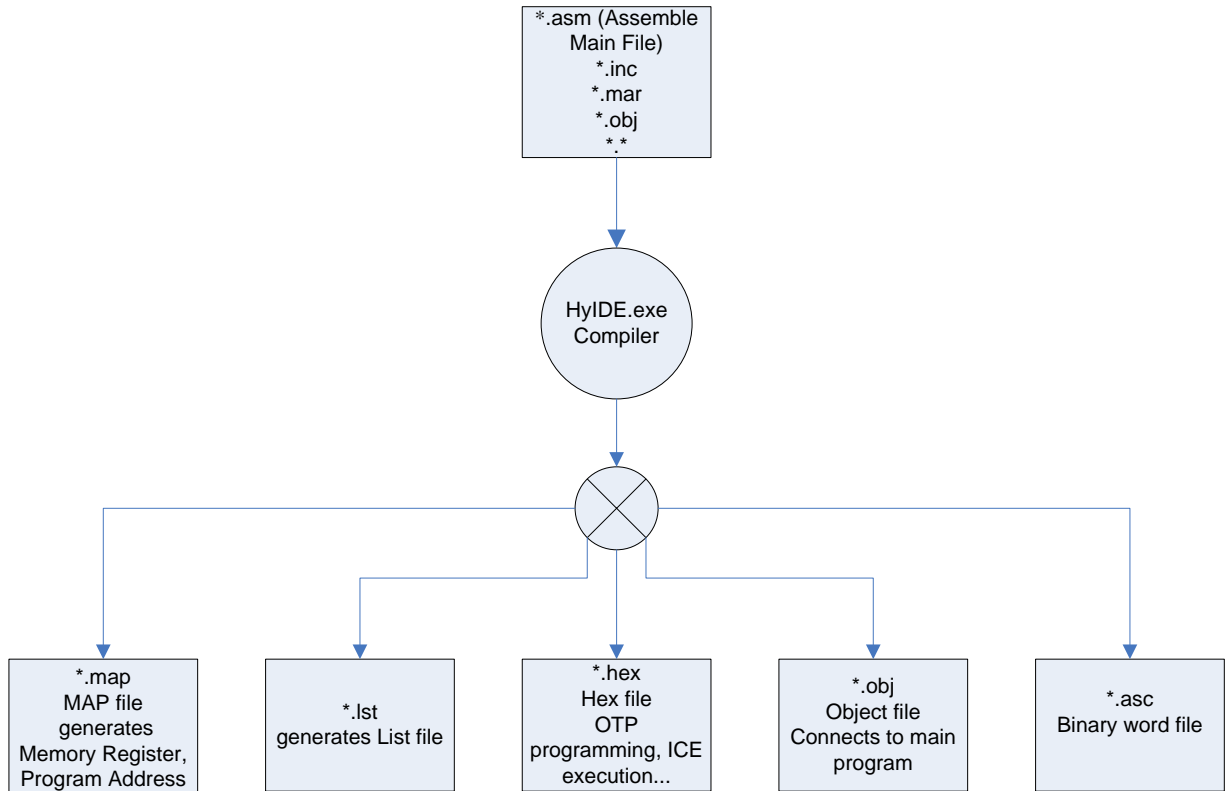 *.asm (Assemble
Main File)
*.inc
*.mar
*.obj
*.*
HyIDE.exe
Compiler
*.map
MAP file
generates
Memory Register,
Program Address
*.lst
generates List file
*.hex
Hex file
OTP
programming, ICE
execution...
*.obj
Object file
Connects to main
program
*.asc
Binary word file